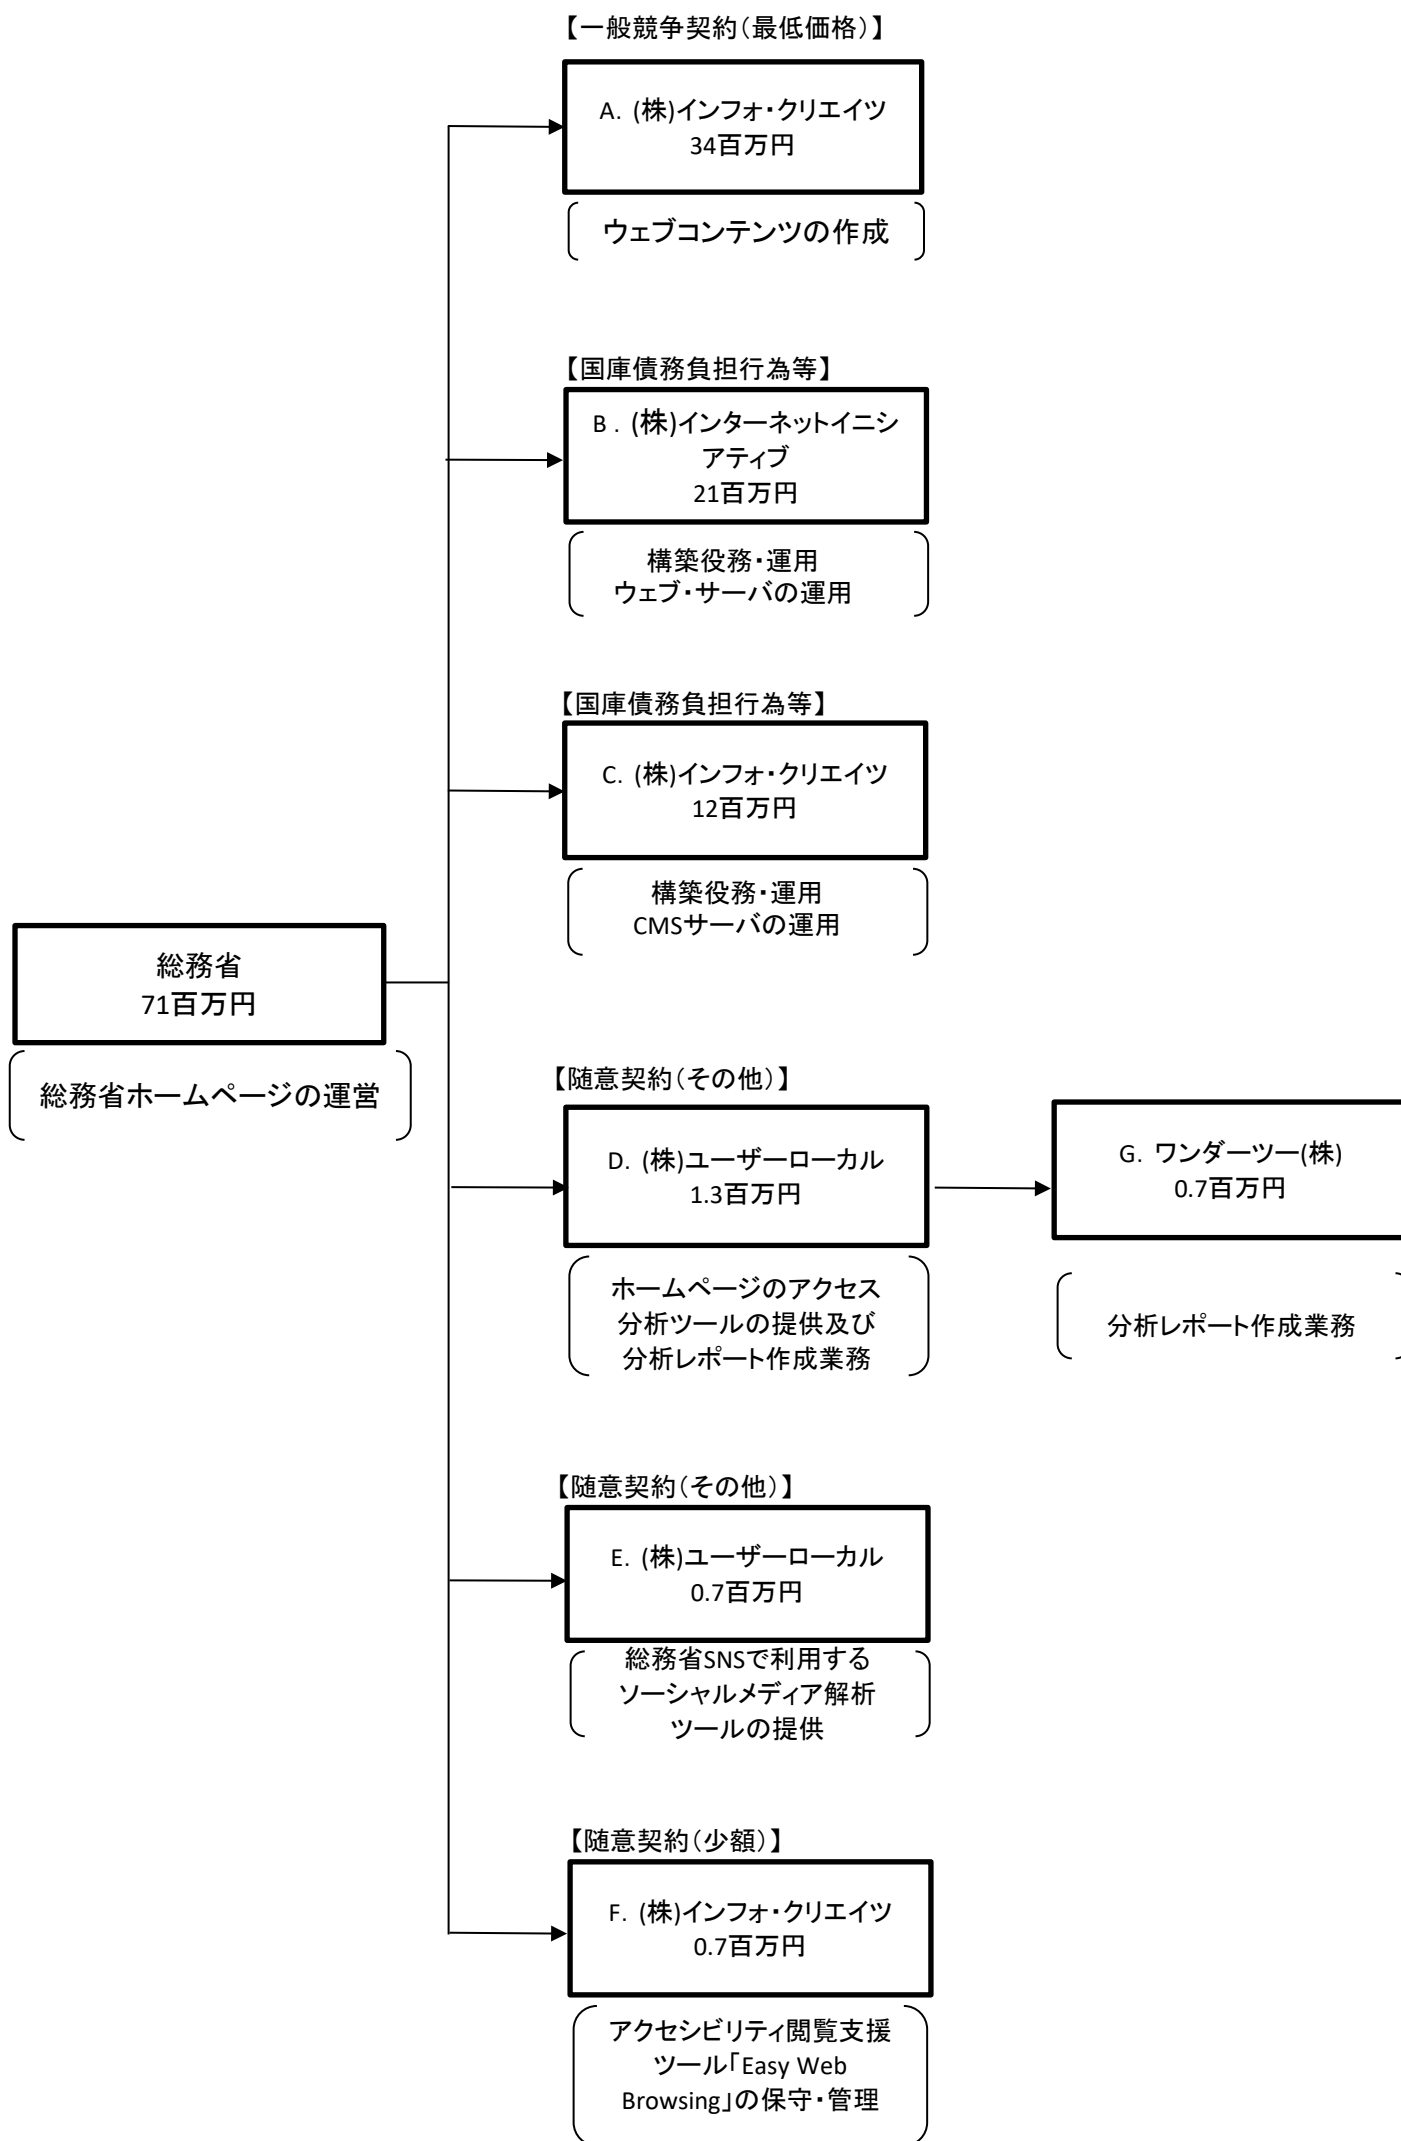 【一般競争契約（最低価格）】
A. (株)インフォ・クリエイツ
34百万円
ウェブコンテンツの作成
【国庫債務負担行為等】
B . (株)インターネットイニシ
アティブ
21百万円
構築役務・運用
ウェブ・サーバの運用
【国庫債務負担行為等】
C. (株)インフォ・クリエイツ
12百万円
構築役務・運用
CMSサーバの運用
総務省
71百万円
総務省ホームページの運営
【随意契約（その他）】
D. (株)ユーザーローカル
1.3百万円
ホームページのアクセス
分析ツールの提供及び
分析レポート作成業務
G. ワンダーツー(株)
0.7百万円
分析レポート作成業務
【随意契約（その他）】
E. (株)ユーザーローカル
0.7百万円
総務省SNSで利用する
ソーシャルメディア解析
ツールの提供
【随意契約（少額）】
F. (株)インフォ・クリエイツ
0.7百万円
アクセシビリティ閲覧支援
ツール「Easy Web
Browsing」の保守・管理